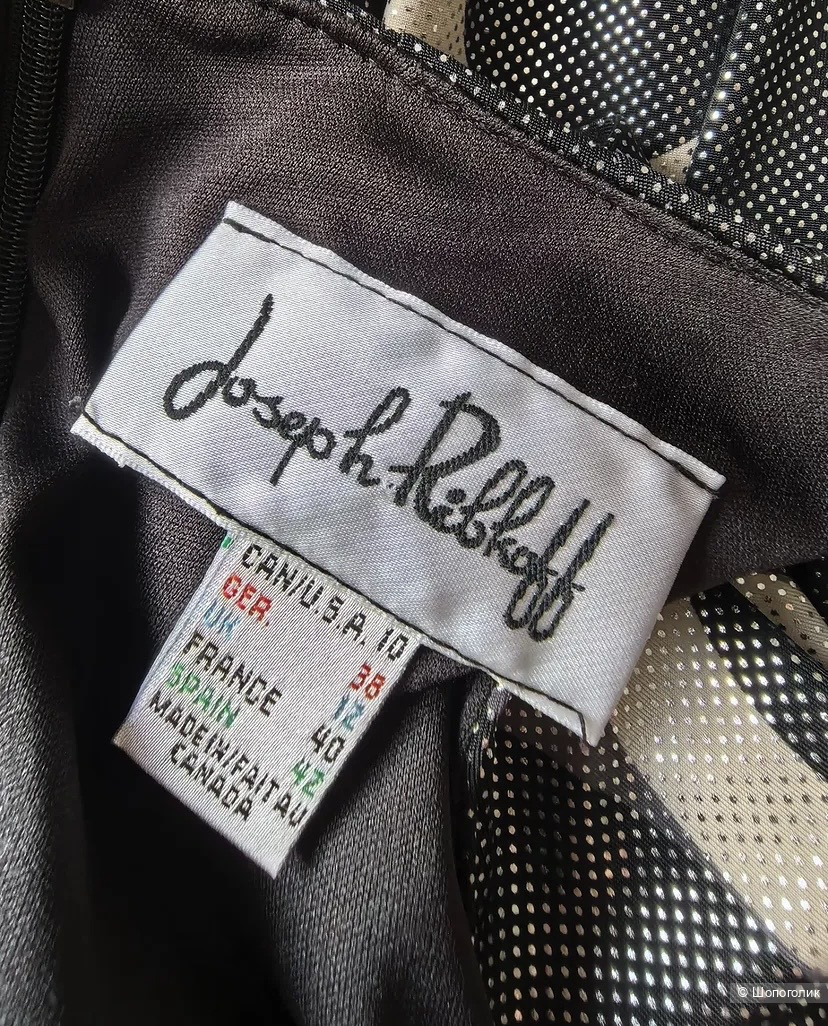 Joseph Ribkoff
CAN/U.S.A. 10
GER. 38
UK 12
FRANCE 40
SPAIN 42
MADE IN/FAIT AU
CANADA
© Шопоголик